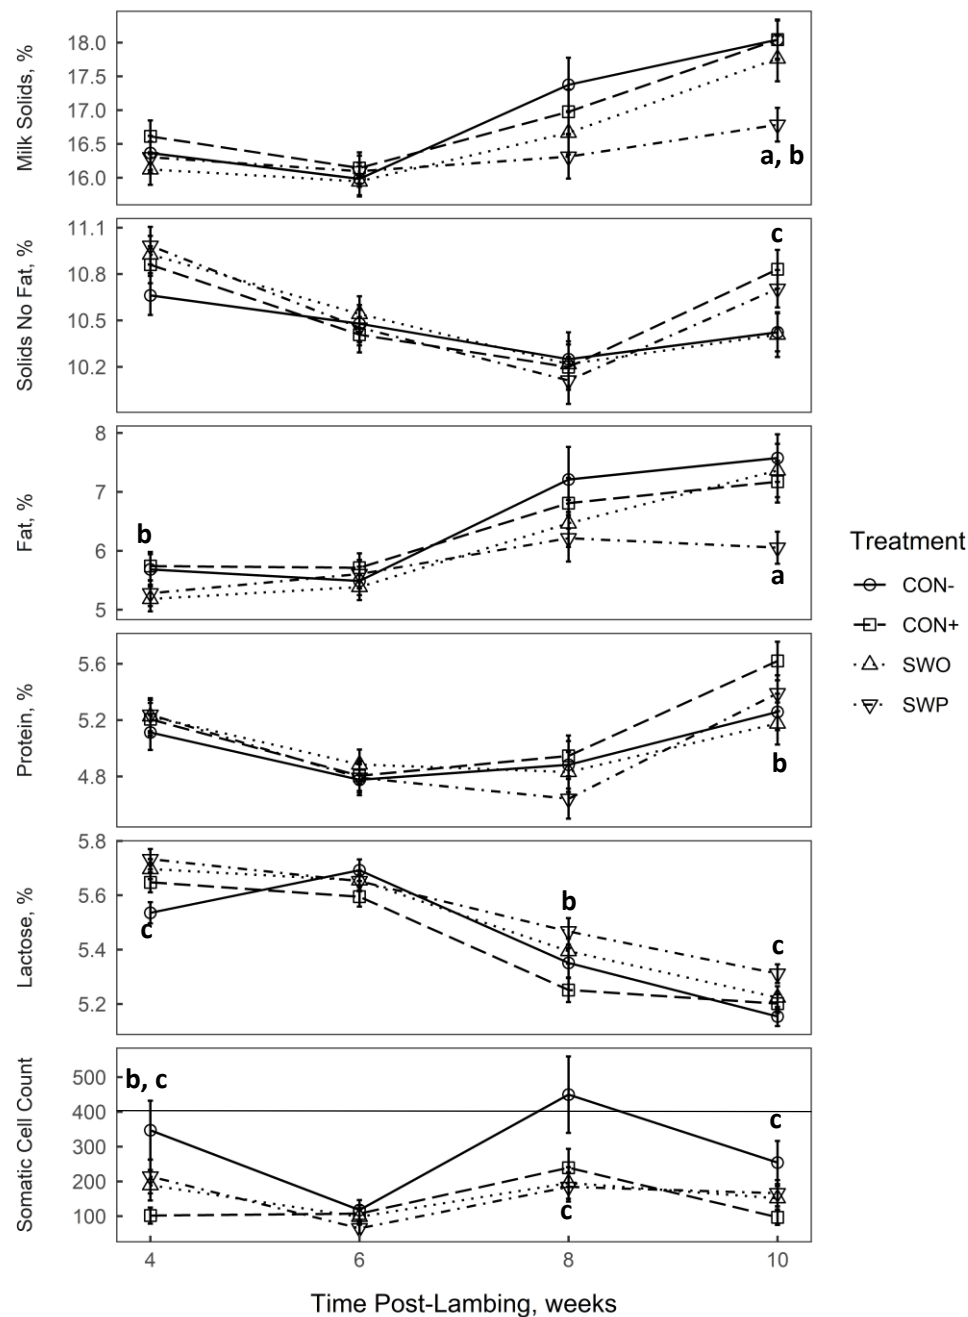 Milk Solids, %
18.0
17.5
17.0
16.5
16.0
a, b
Solids No Fat, %
11.1
10.8
10.5
10.2
c
Fat, %
8
7
6
5
b
a
Treatment
CON-
CON+
SWO
SWP
Protein, %
5.6
5.2
4.8
b
Lactose, %
5.8
5.6
5.4
5.2
c
b
c
Somatic Cell Count
500
400
300
200
100
b, c
c
c
4 6 8 10
Time Post-Lambing, weeks